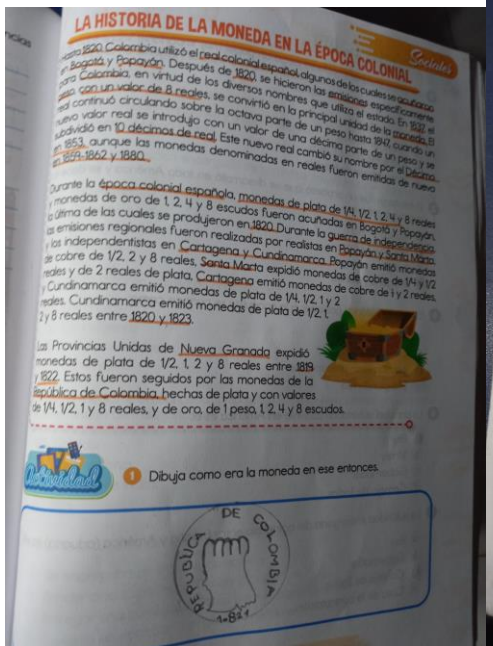 LA HISTORIA DE LA MONEDA EN LA ÉPOCA COLONIAL
Sociales
Hasta 1820 Colombia utilizó el real colonial español, algunos de los cuales se acuñaron
en Bogotá y Popayán. Después de 1820, se hicieron las emisiones específicamente
para Colombia, en virtud de los diversos nombres que utiliza el estado. En 1837, el
peso, con un valor de 8 reales, se convirtió en la principal unidad de la moneda. El
real continuó circulando sobre la octava parte de un peso hasta 1847, cuando un
nuevo valor real se introdujo con un valor de una décima parte de un peso y se
subdividió en 10 décimos de real. Este nuevo real cambió su nombre por el Décimo
en 1853, aunque las monedas denominadas en reales fueron emitidas de nuevo
en 1859-1862 y 1880.
Durante la época colonial española, monedas de plata de 1/4, 1/2, 1, 2, 4 y 8 reales
y monedas de oro de 1, 2, 4 y 8 escudos fueron acuñadas en Bogotá y Popayán,
la última de las cuales se produjeron en 1820. Durante la guerra de independencia,
las emisiones regionales fueron realizadas por realistas en Popayán y Santa Marta
y los independentistas en Cartagena y Cundinamarca. Popayán emitió monedas
de cobre de 1/2, 2 y 8 reales, Santa Marta expidió monedas de cobre de 1/4 y 1/2
reales y de 2 reales de plata, Cartagena emitió monedas de cobre de i y 2 reales,
y Cundinamarca emitió monedas de plata de 1/4, 1/2, 1 y 2
reales. Cundinamarca emitió monedas de plata de 1/2, 1,
2 y 8 reales entre 1820 y 1823.
Las Provincias Unidas de Nueva Granada expidió
monedas de plata de 1/2, 1, 2 y 8 reales entre 1819
y 1822. Estos fueron seguidos por las monedas de la
República de Colombia, hechas de plata y con valores
de 1/4, 1/2, 1 y 8 reales, y de oro, de 1 peso, 1, 2, 4 y 8 escudos.
1 Dibuja como era la moneda en ese entonces.
REPUBLICA DE COLOMBIA
1821